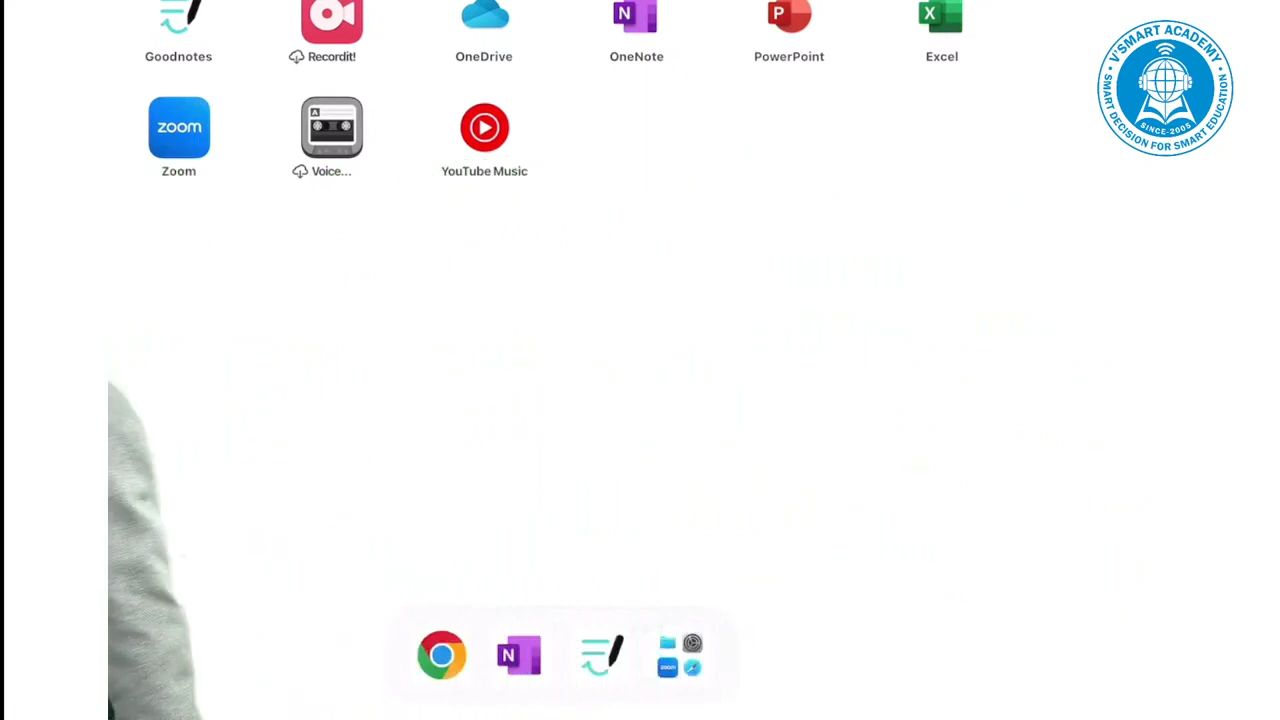 Goodnotes
Recordit!
OneDrive
N
OneNote
P
PowerPoint
X
Excel
V'SMART ACADEMY
SMART DECISION FOR SMART EDUCATION
SINCE-2005
zoom
Zoom
A
Voice...
YouTube Music
N
zoom